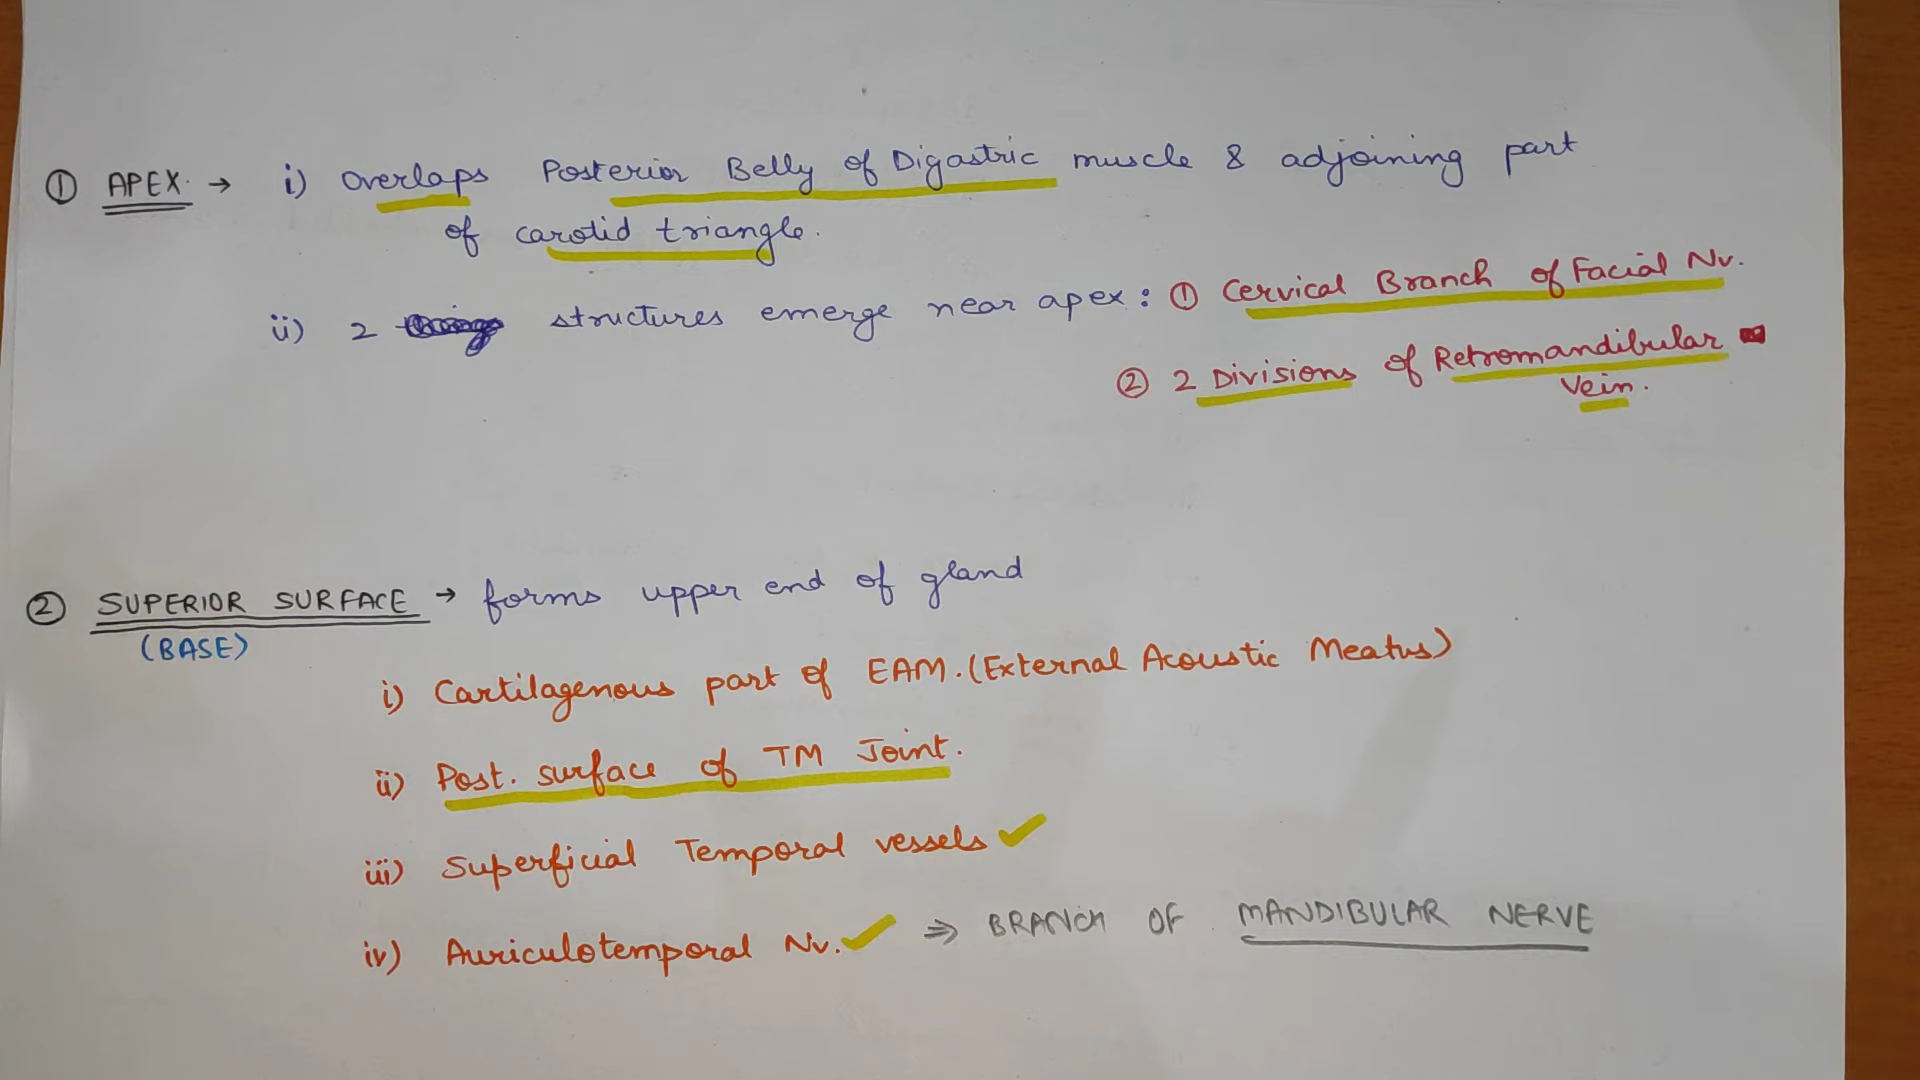 ① APEX. → i) Overlaps Posterior Belly of Digastric muscle & adjoining part
of carotid triangle.
ii) 2 structures emerge near apex : ① Cervical Branch of Facial Nv.
② 2 Divisions of Retromandibular
Vein.
② SUPERIOR SURFACE → forms upper end of gland
(BASE)
i) Cartilagenous part of EAM. (External Acoustic Meatus)
ii) Post. surface of TM Joint.
iii) Superficial Temporal vessels ✓
iv) Auriculotemporal Nv. ✓ ⇒ BRANCH OF MANDIBULAR NERVE